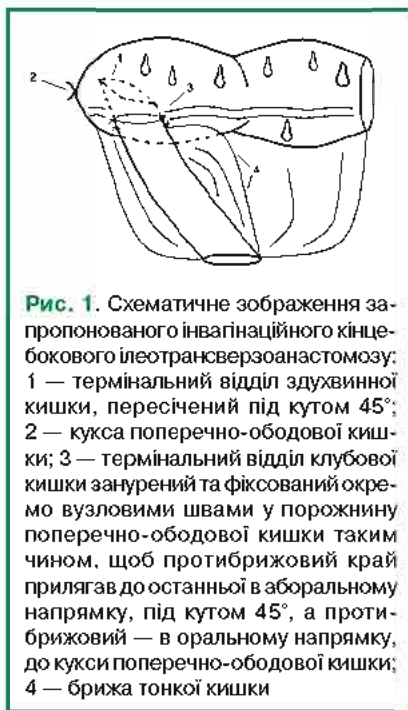 1
2
3
4
Рис. 1. Схематичне зображення за-
пропонованого інвагінаційного кінце-
бокового ілеотрансверзоанастомозу:
1 — термінальний відділ здухвинної
кишки, пересічений під кутом 45°;
2 — кукса поперечно-ободової киш-
ки; 3 — термінальний відділ клубової
кишки занурений та фіксований окре-
мо вузловими швами у порожнину
поперечно-ободової кишки таким
чином, щоб протибрижовий край
прилягав до останньої в аборальному
напрямку, під кутом 45°, а проти-
брижовий — в оральному напрямку,
до кукси поперечно-ободової кишки;
4 — брижа тонкої кишки